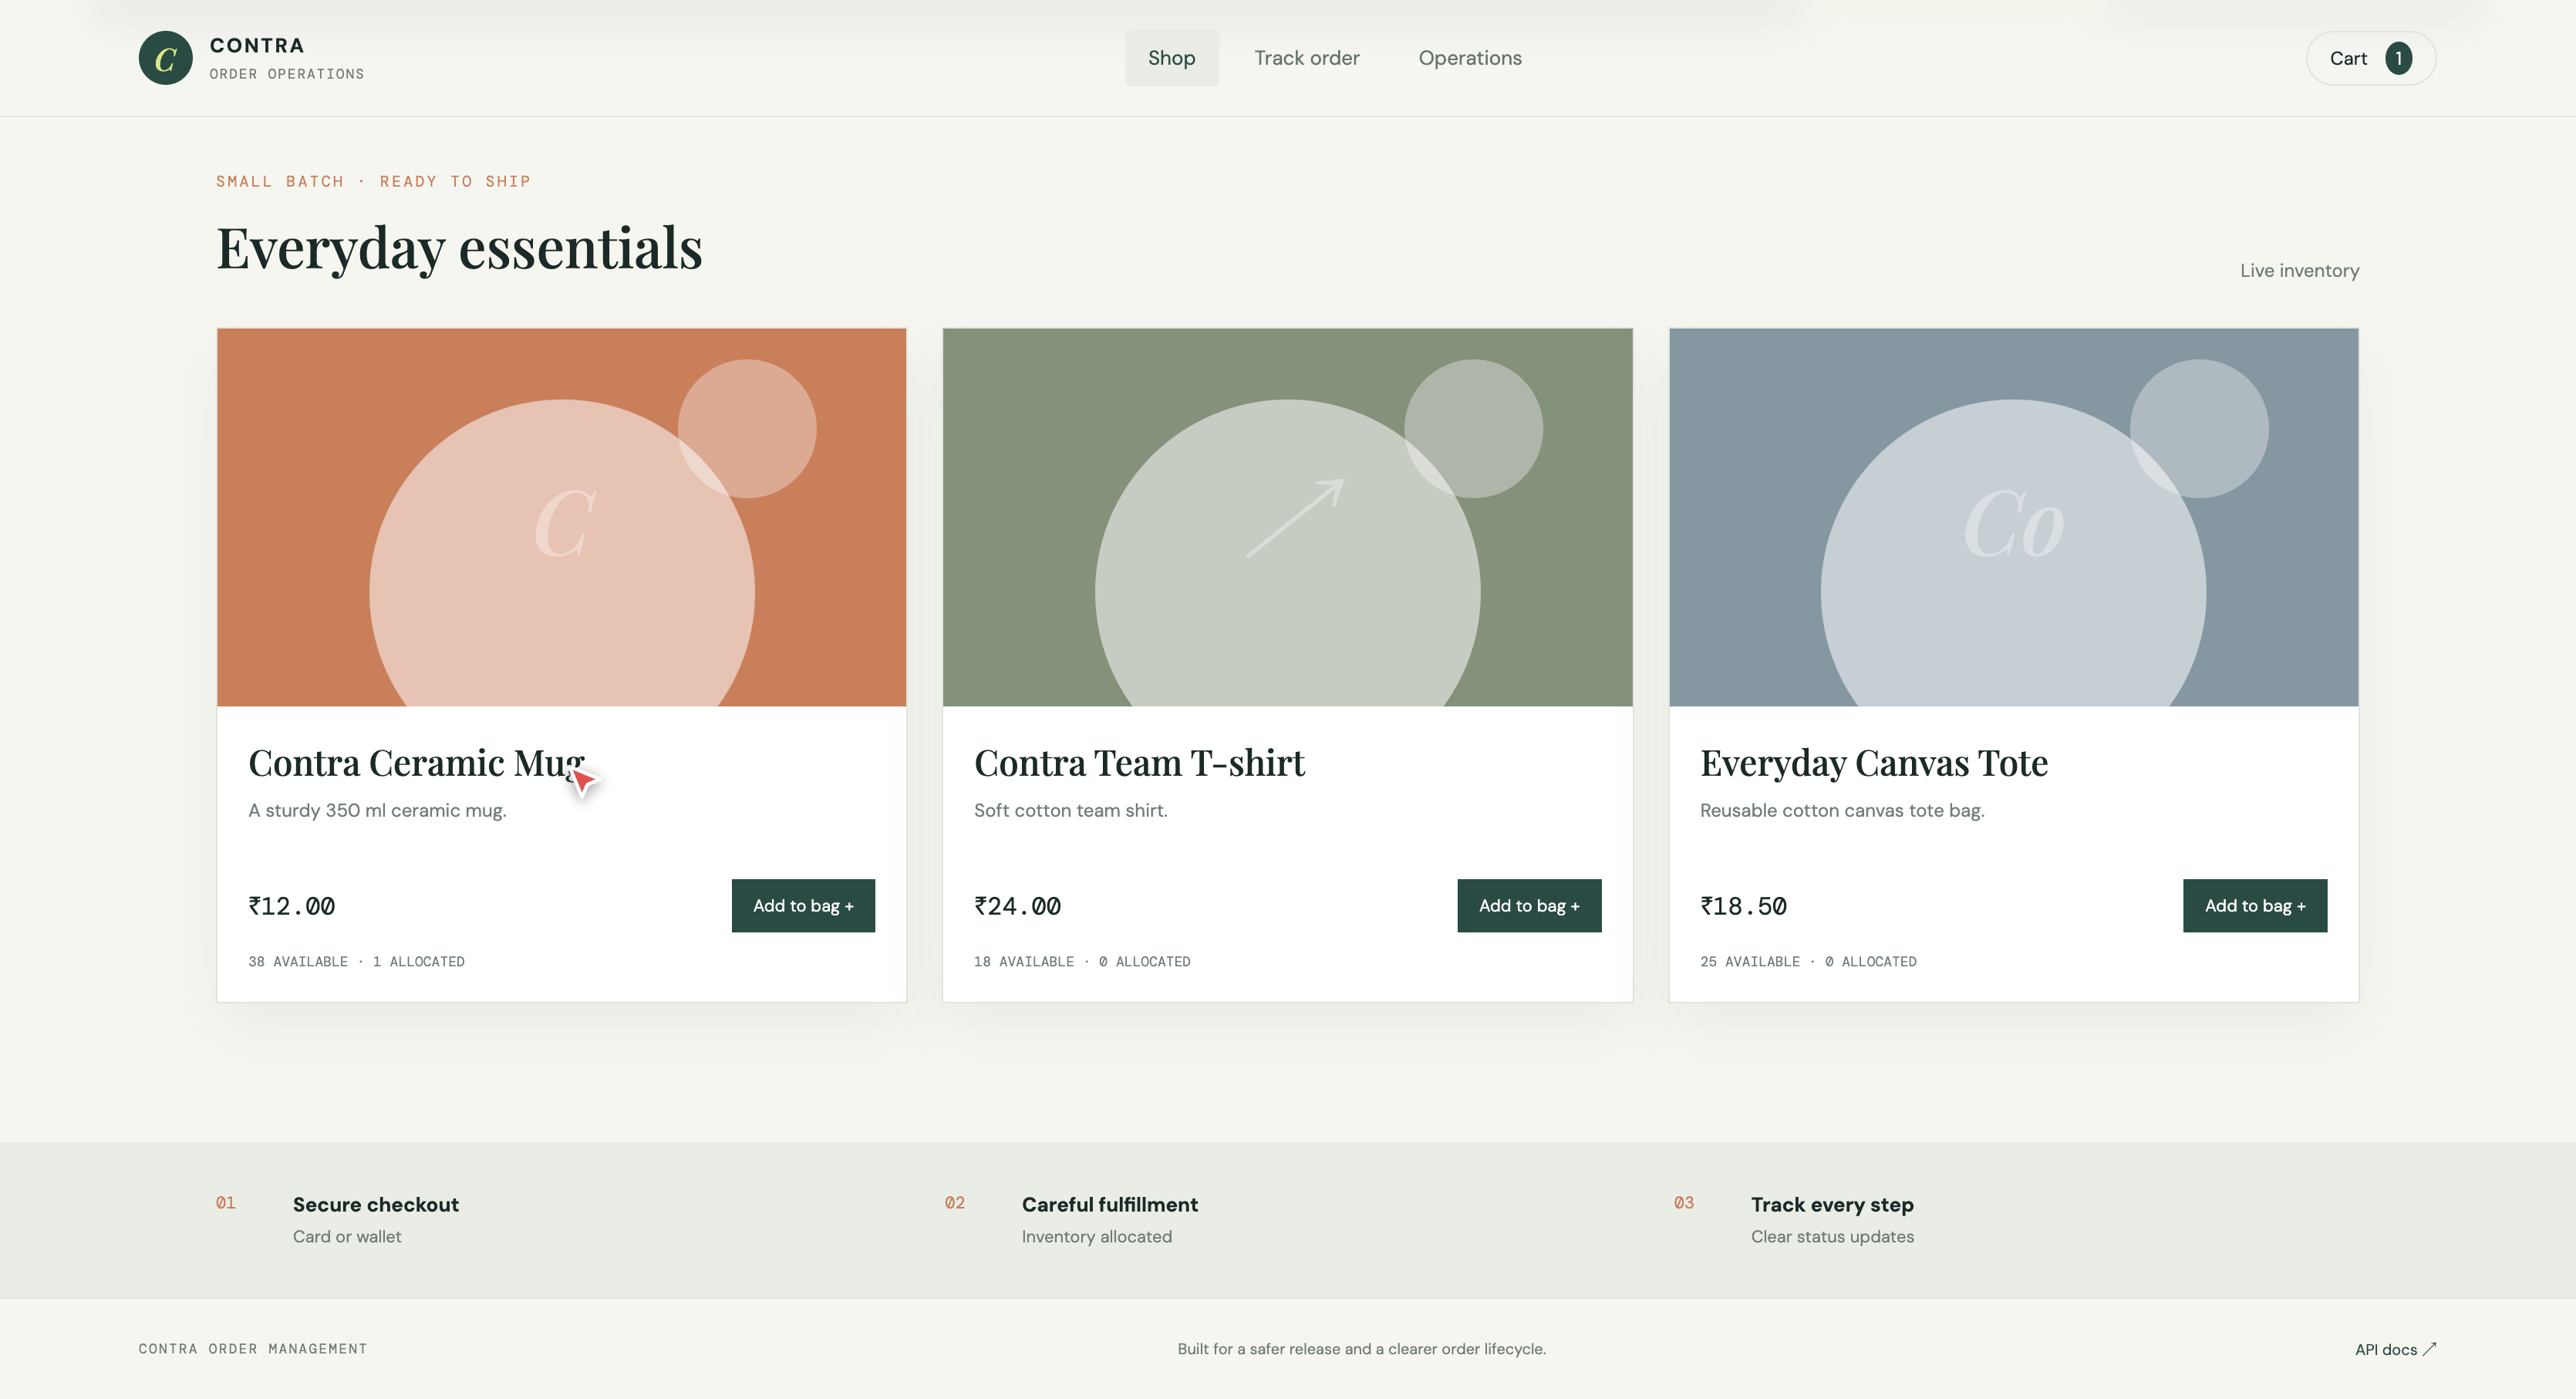 C
CONTRA
ORDER OPERATIONS
Shop
Track order
Operations
Cart 1
SMALL BATCH · READY TO SHIP
Everyday essentials
Live inventory
C
↗
Co
Contra Ceramic Mug
A sturdy 350 ml ceramic mug.
₹12.00
Add to bag +
38 AVAILABLE · 1 ALLOCATED
Contra Team T-shirt
Soft cotton team shirt.
₹24.00
Add to bag +
18 AVAILABLE · 0 ALLOCATED
Everyday Canvas Tote
Reusable cotton canvas tote bag.
₹18.50
Add to bag +
25 AVAILABLE · 0 ALLOCATED
01
Secure checkout
Card or wallet
02
Careful fulfillment
Inventory allocated
03
Track every step
Clear status updates
CONTRA ORDER MANAGEMENT
Built for a safer release and a clearer order lifecycle.
API docs ↗